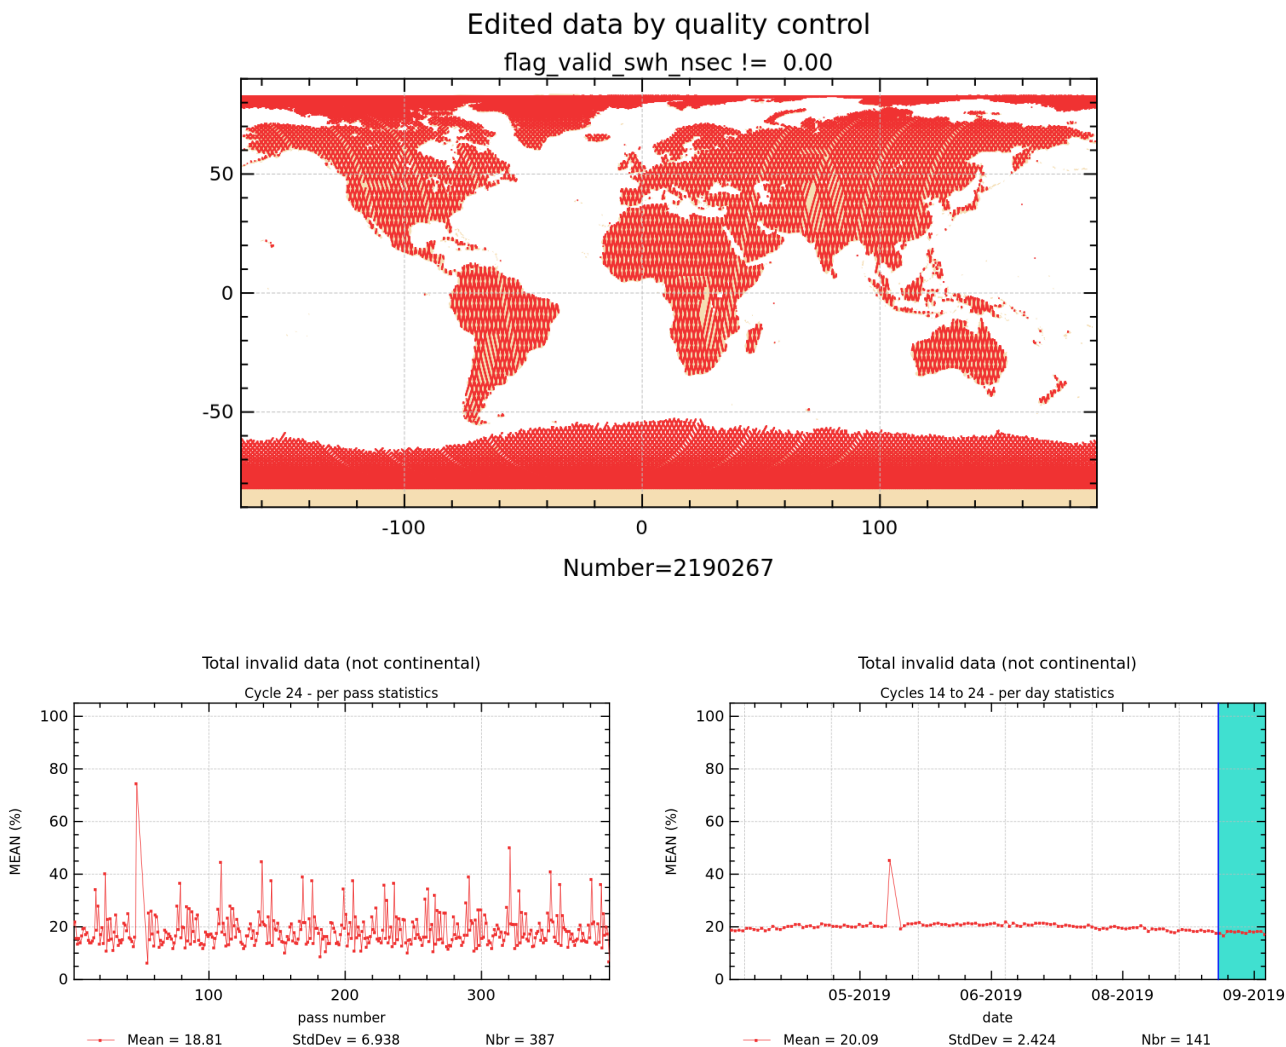 Edited data by quality control
flag_valid_swh_nsec !=  0.00
50
0
-50
-100
0
100
Number=2190267
Total invalid data (not continental)
Cycle 24 - per pass statistics
MEAN (%)
100
80
60
40
20
0
100
200
300
pass number
Mean = 18.81
StdDev = 6.938
Nbr = 387
Total invalid data (not continental)
Cycles 14 to 24 - per day statistics
MEAN (%)
100
80
60
40
20
0
05-2019
06-2019
08-2019
09-2019
date
Mean = 20.09
StdDev = 2.424
Nbr = 141